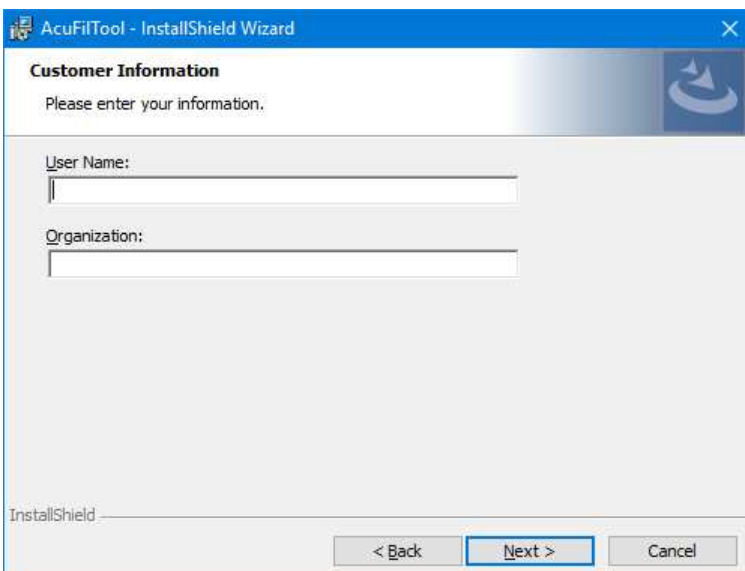 AcuFilTool - InstallShield Wizard
Customer Information
Please enter your information.
User Name:
Organization:
InstallShield
< Back Next > Cancel